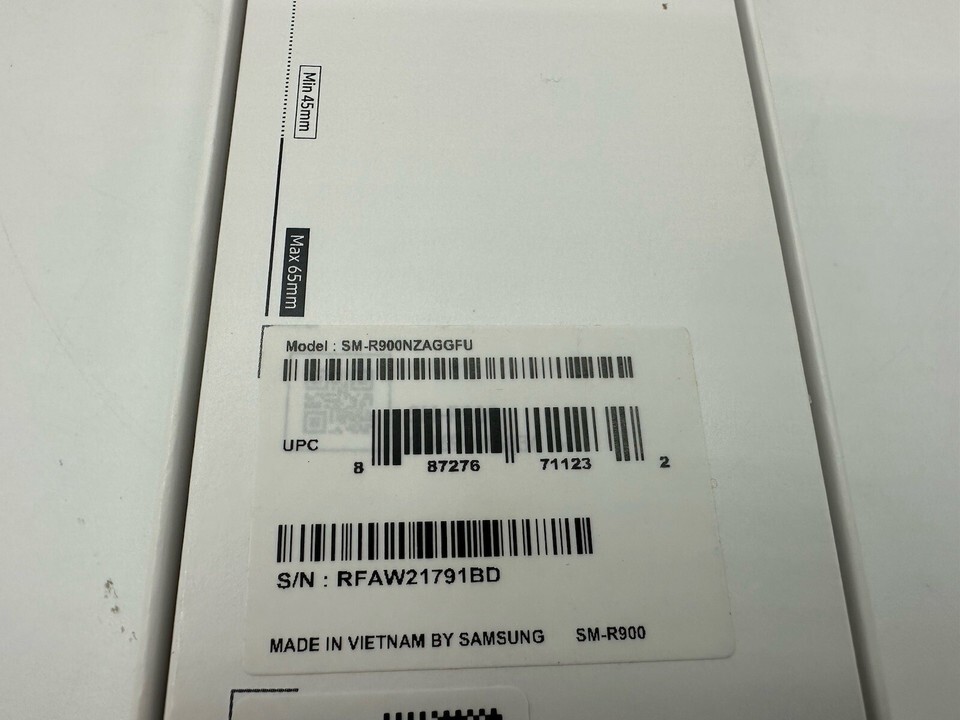 Min 45mm
Max 65mm
Model : SM-R900NZAGGFU
UPC
8 87276 71123 2
S/N : RFAW21791BD
MADE IN VIETNAM BY SAMSUNG SM-R900